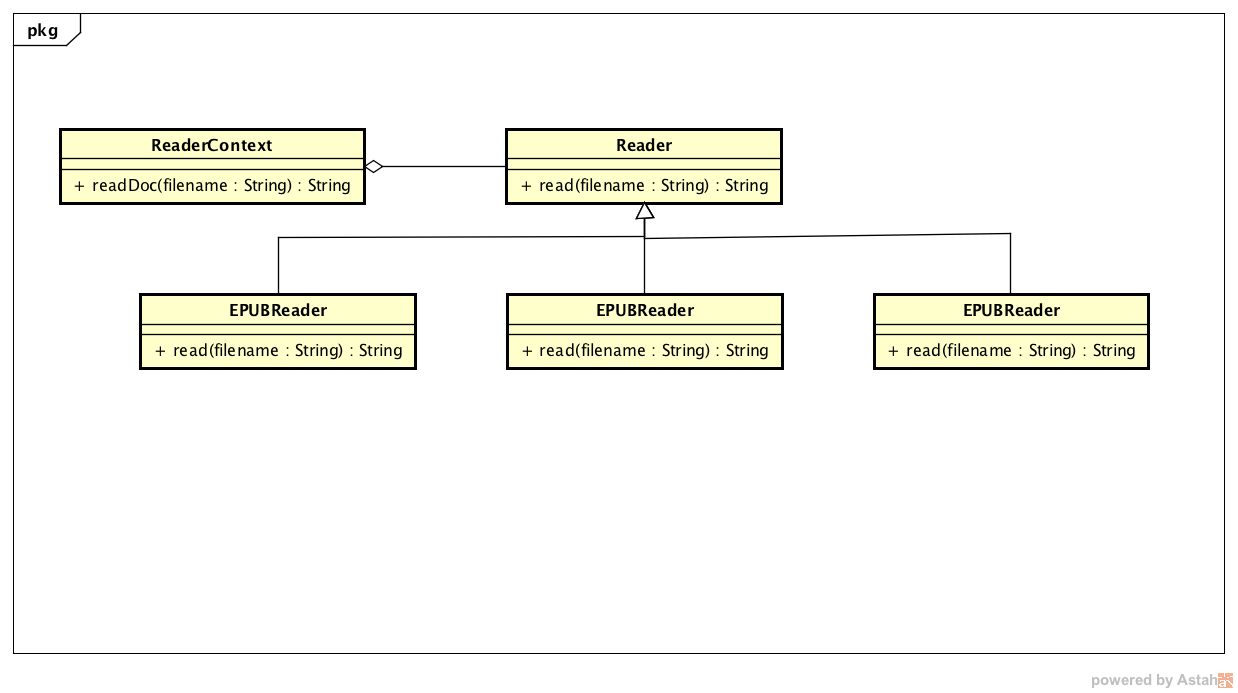 pkg
ReaderContext
+ readDoc(filename : String) : String
Reader
+ read(filename : String) : String
EPUBReader
+ read(filename : String) : String
EPUBReader
+ read(filename : String) : String
EPUBReader
+ read(filename : String) : String
powered by Astah